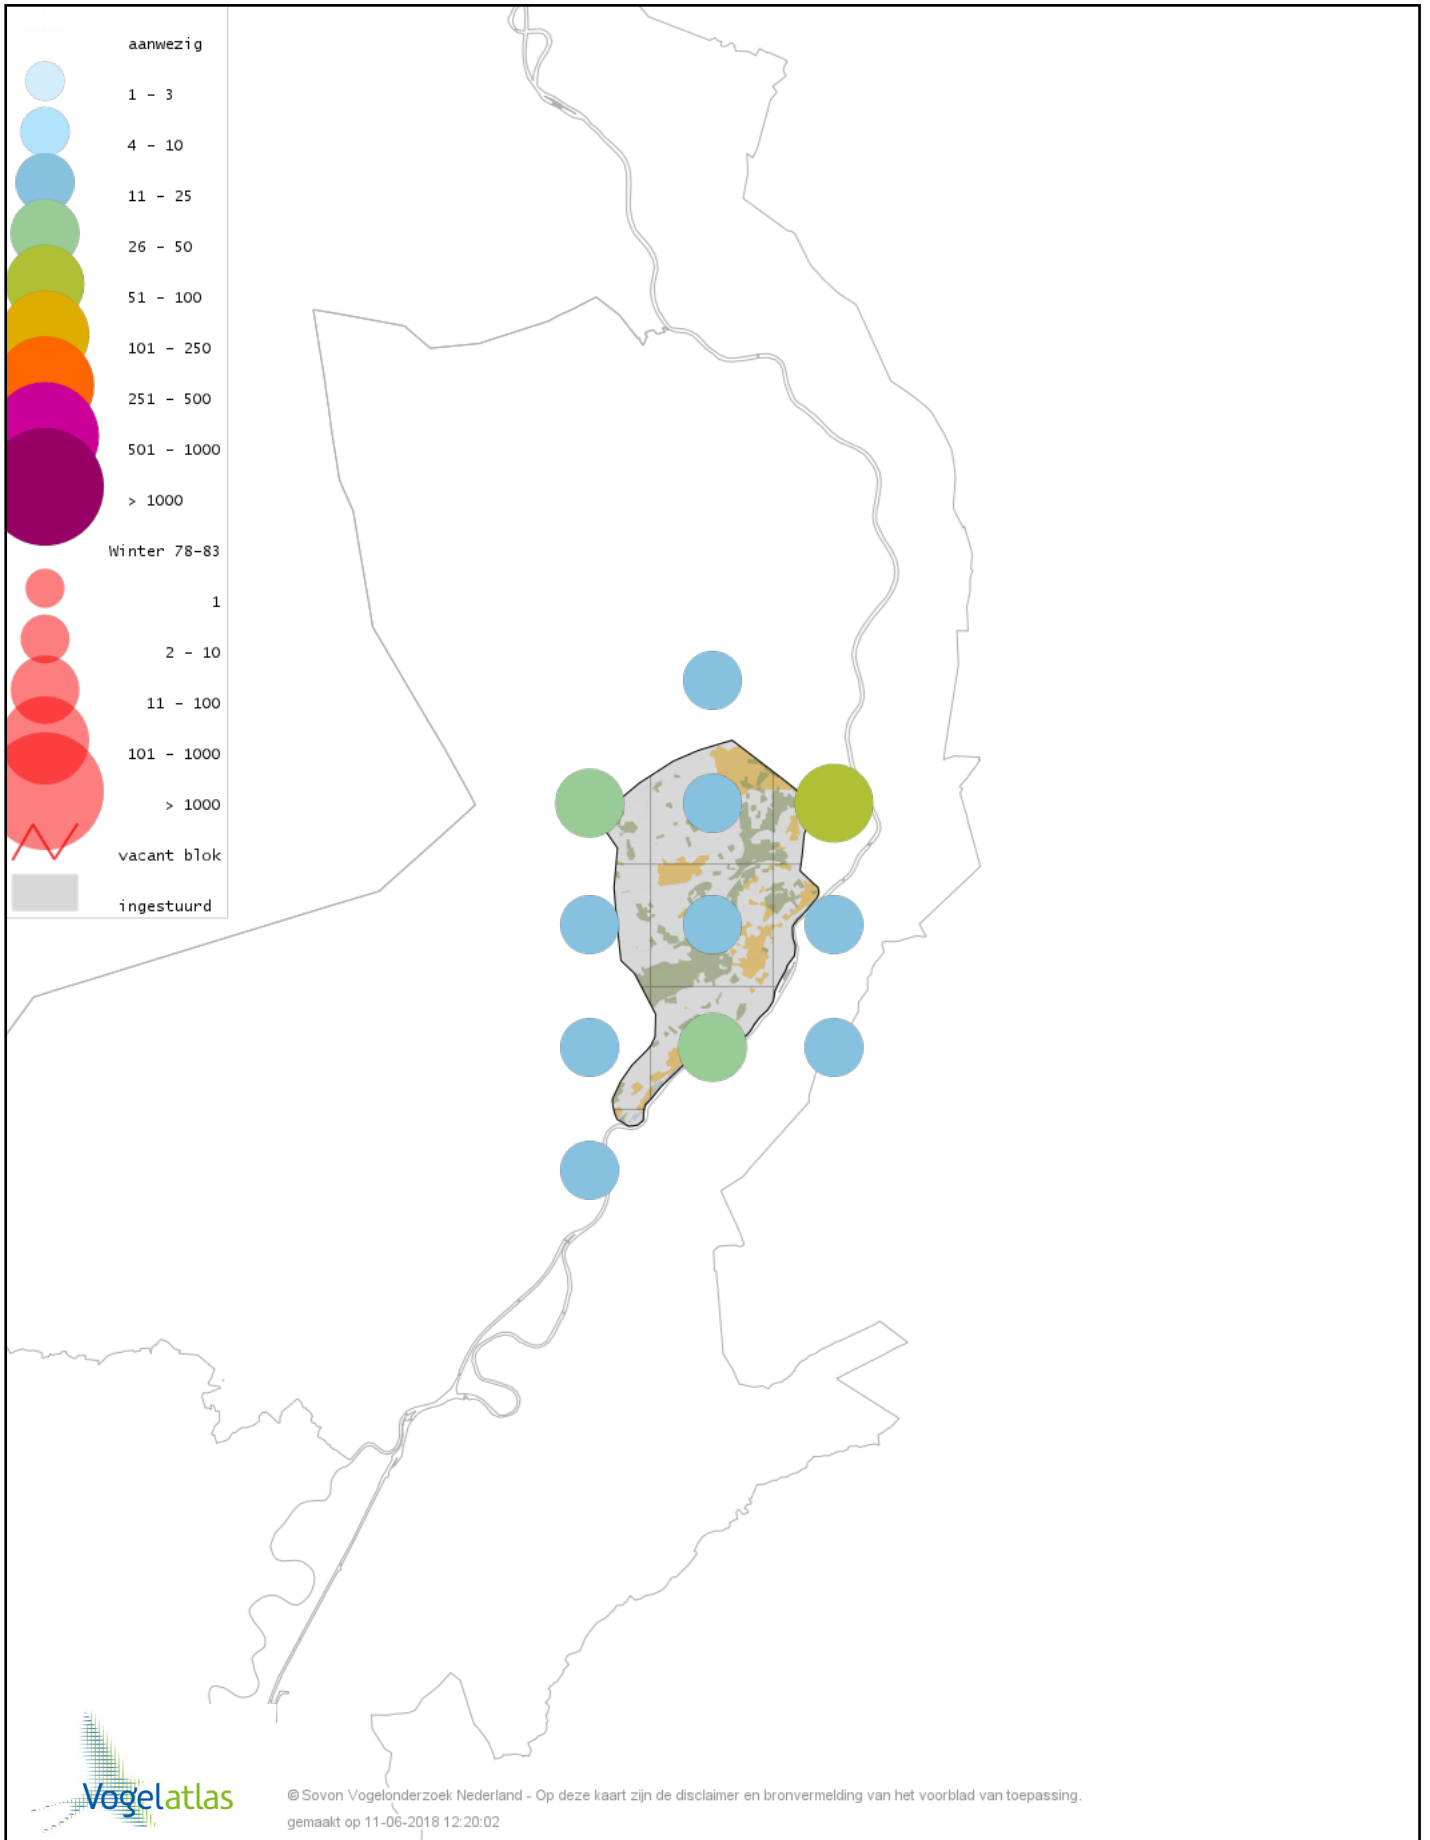 aanwezig
1 - 3
4 - 10
11 - 25
26 - 50
51 - 100
101 - 250
251 - 500
501 - 1000
> 1000
Winter 78-83
1
2 - 10
11 - 100
101 - 1000
> 1000
vacant blok
ingestuurd
Vogelatlas
© Sovon Vogelonderzoek Nederland - Op deze kaart zijn de disclaimer en bronvermelding van het voorblad van toepassing.
gemaakt op 11-06-2018 12:20:02